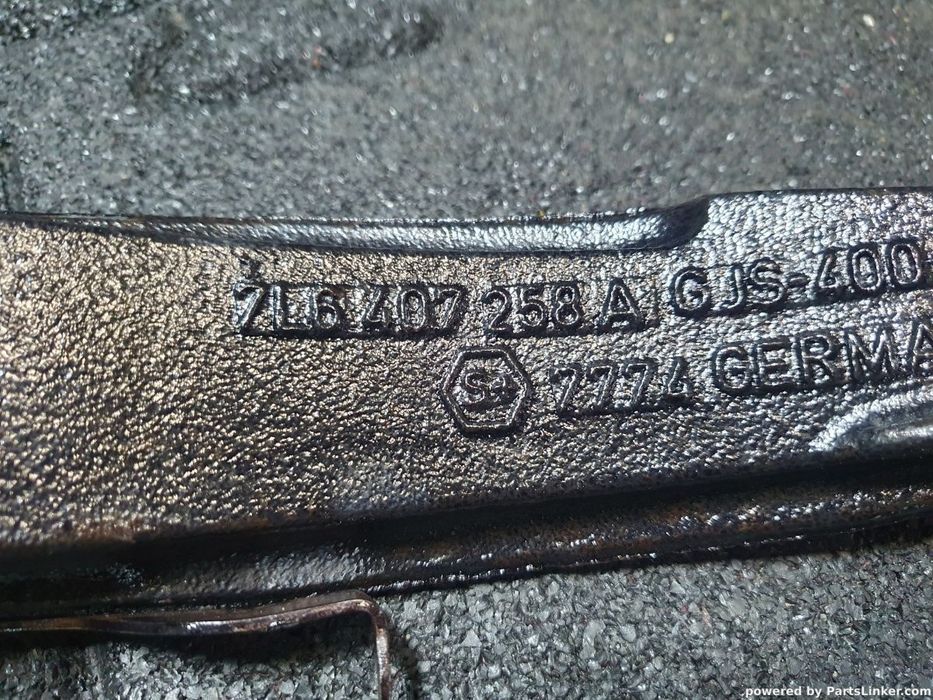 7L6 407 258 A GJS-400
S 7774 GERMA
powered by PartsLinker.com